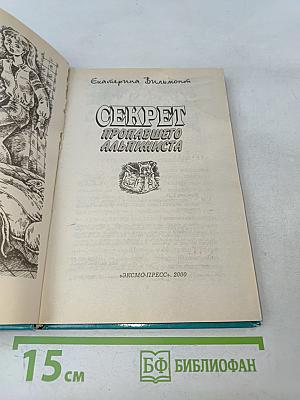 Екатерина Вильмонт
СЕКРЕТ
ПРОПАВШЕГО
АЛЬПИНИСТА
«ЭКСМО-ПРЕСС», 2000
15 см
БФ БИБЛИОФАН